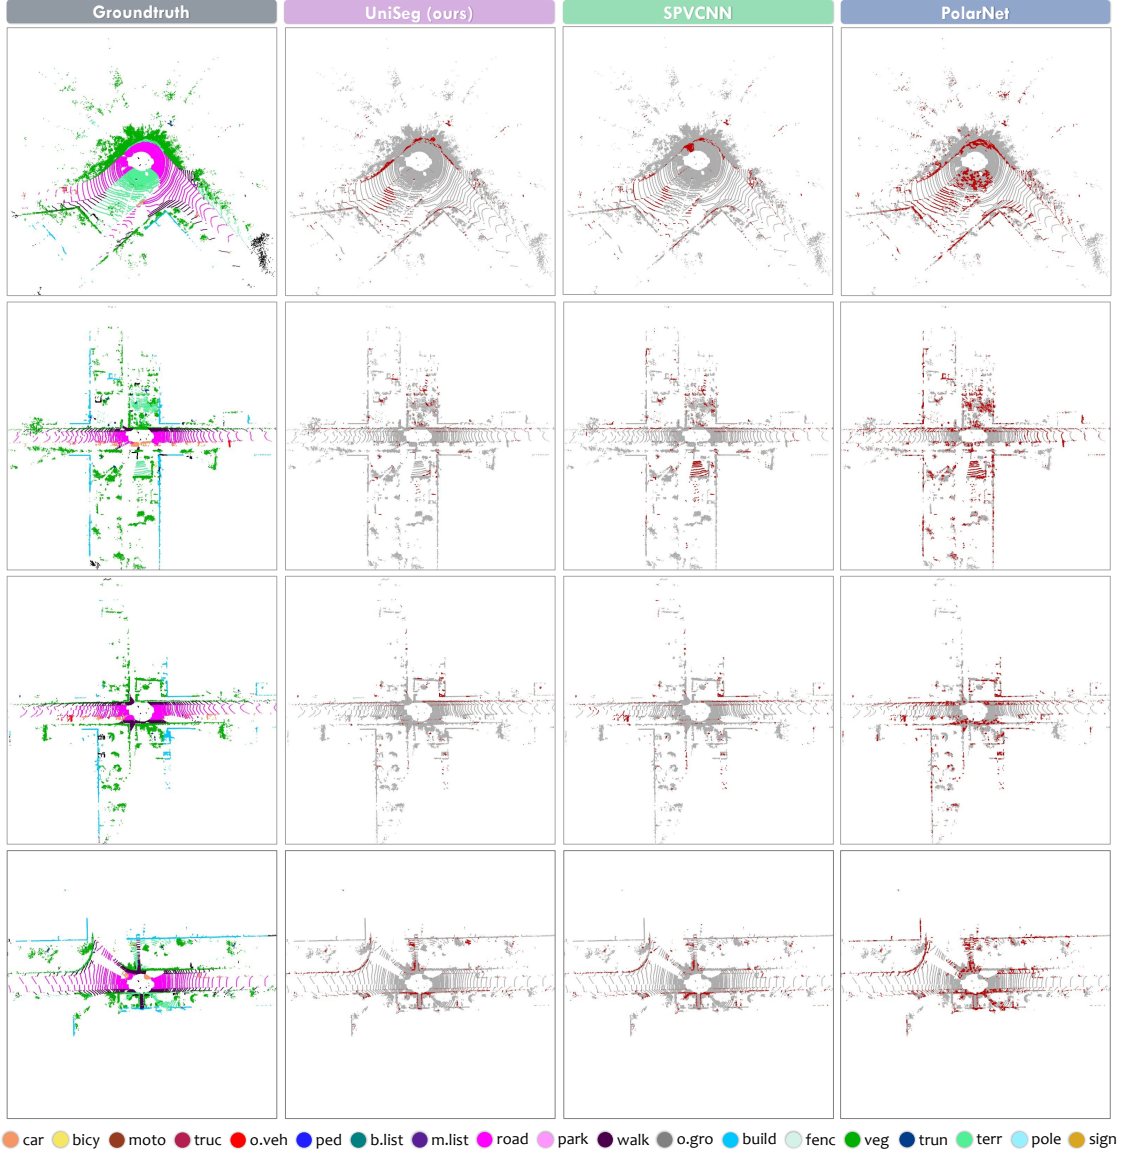 Groundtruth UniSeg (ours) SPVCNN PolarNet
car bicy moto truc o.veh ped b.list m.list road park walk o.gro build fenc veg trun terr pole sign